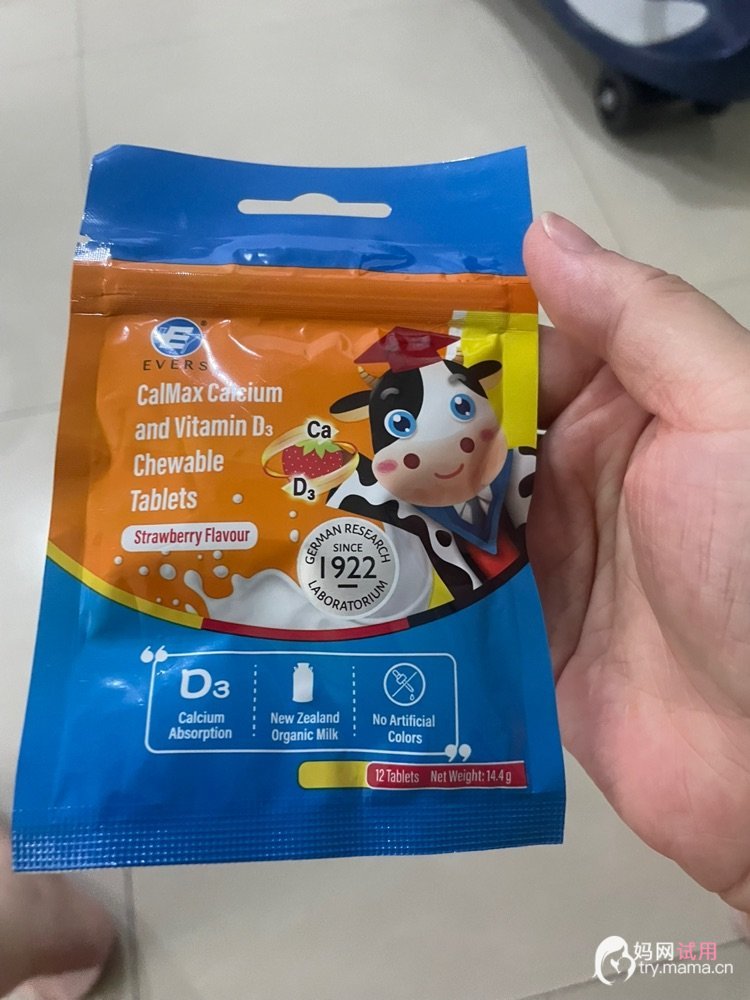 EVERS
CalMax Calcium
and Vitamin D₃
Chewable
Tablets
Ca
D₃
Strawberry Flavour
GERMAN RESEARCH
SINCE
1922
LABORATORIUM
D₃
Calcium
Absorption
New Zealand
Organic Milk
No Artificial
Colors
12 Tablets Net Weight: 14.4 g
妈网试用
try.mama.cn